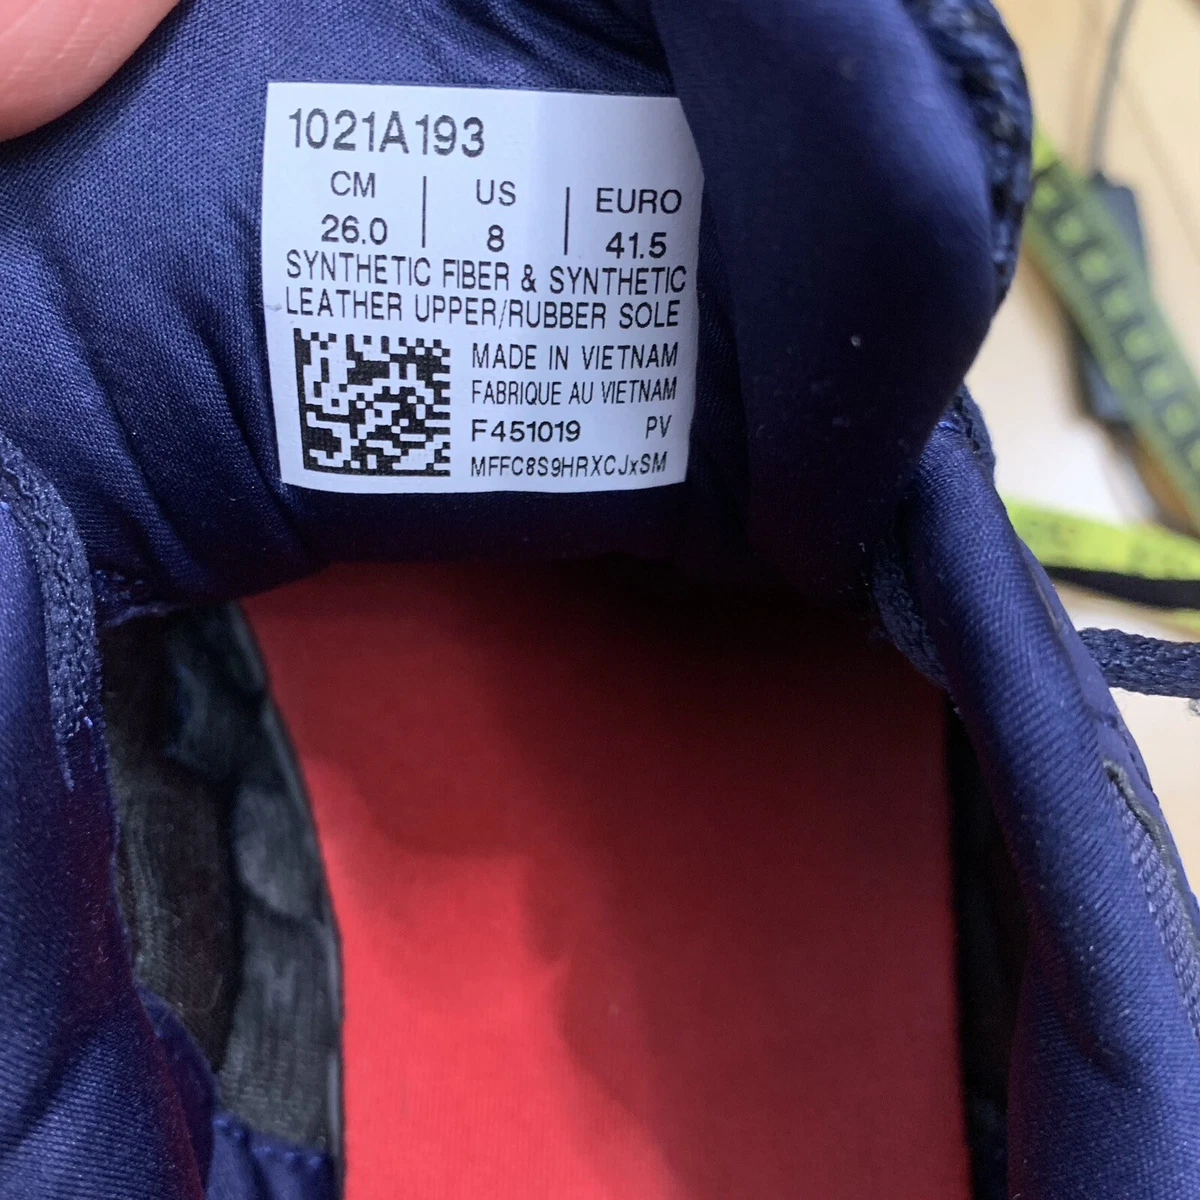 1021A193
CM | US | EURO
26.0 | 8 | 41.5
SYNTHETIC FIBER & SYNTHETIC
LEATHER UPPER/RUBBER SOLE
MADE IN VIETNAM
FABRIQUE AU VIETNAM
F451019 PV
MFFC8S9HRXCJxSM